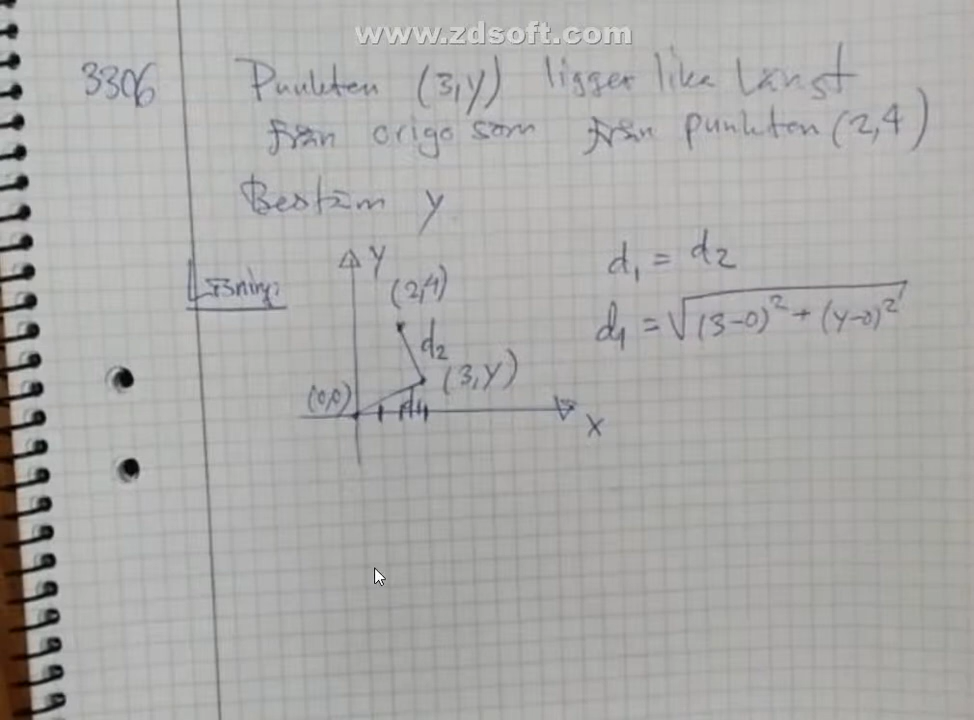 www.zdsoft.com
3306 Punkten (3,y) ligger lika långt
från origo som från punkten (2,4)
Bestäm y
Lösning:
y
(2,4)
d₂
(3,y)
(0,0)
d₁
x
d₁ = d₂
d₁ = √((3-0)² + (y-0)²)